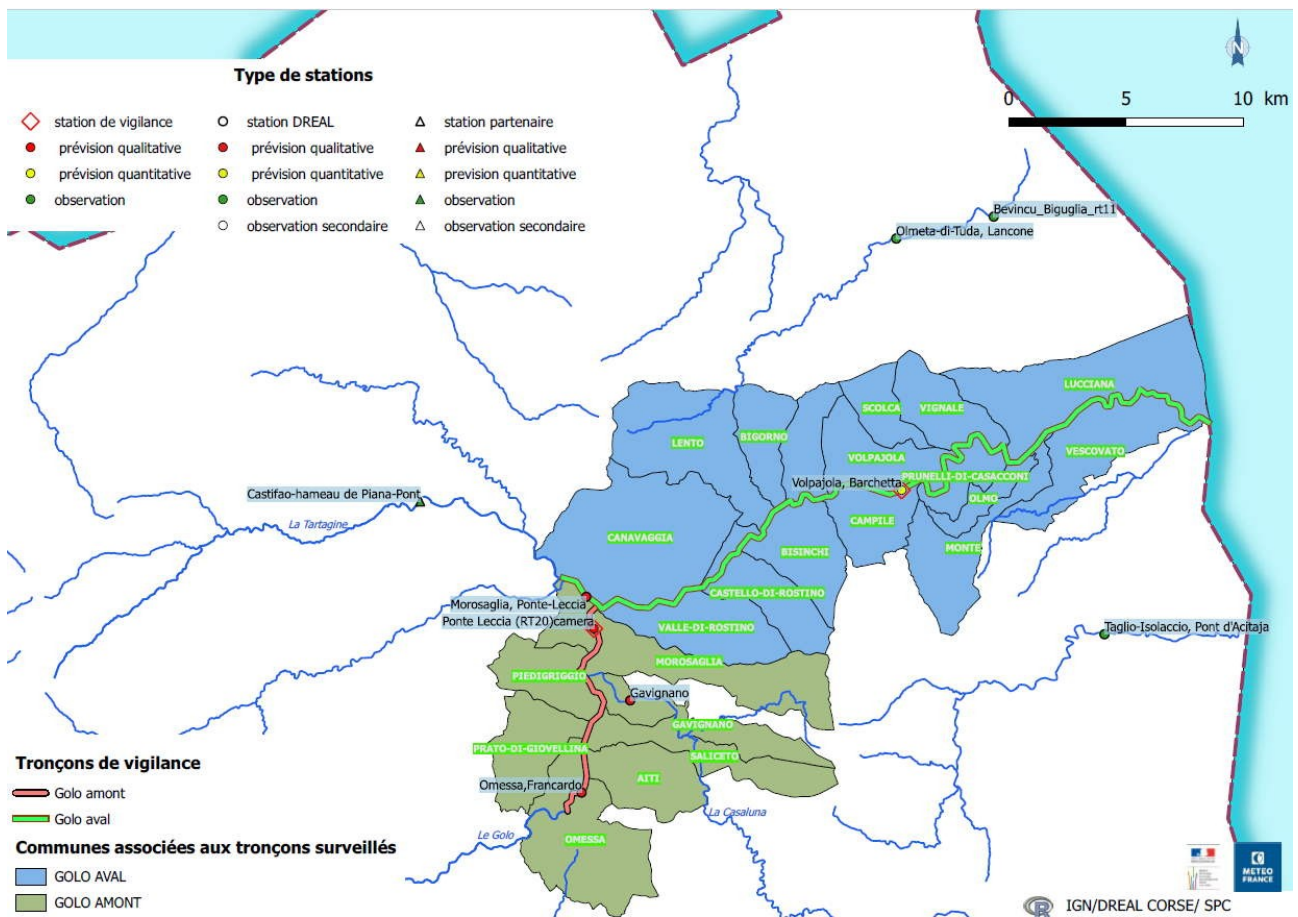 N
0 5 10 km
Type de stations
station de vigilance
prévision qualitative
prévision quantitative
observation
station DREAL
prévision qualitative
prévision quantitative
observation
observation secondaire
station partenaire
prévision qualitative
prevision quantitative
observation
observation secondaire
Bevincu_Biguglia_rt11
Olmeta-di-Tuda, Lancone
LUCCIANA
SCOLCA
VIGNALE
LENTO
BIGORNO
VESCOVATO
VOLPAJOLA
PRUNELLI-DI-CASACCONI
Volpajola, Barchetta
OLMO
Castifao-hameau de Piana-Pont
La Tartagine
CAMPILE
CANAVAGGIA
BISINCHI
MONTE
CASTELLO-DI-ROSTINO
Morosaglia, Ponte-Leccia
Ponte Leccia (RT20)camera
VALLE-DI-ROSTINO
Taglio-Isolaccio, Pont d'Acitaja
MOROSAGLIA
PIEDIGRIGGIO
Gavignano
GAVIGNANO
PRATO-DI-GIOVELLINA
SALICETO
AITI
Omessa,Francardo
La Casaluna
Le Golo
OMESSA
Tronçons de vigilance
Golo amont
Golo aval
Communes associées aux tronçons surveillés
GOLO AVAL
GOLO AMONT
METEO
FRANCE
R
IGN/DREAL CORSE/ SPC